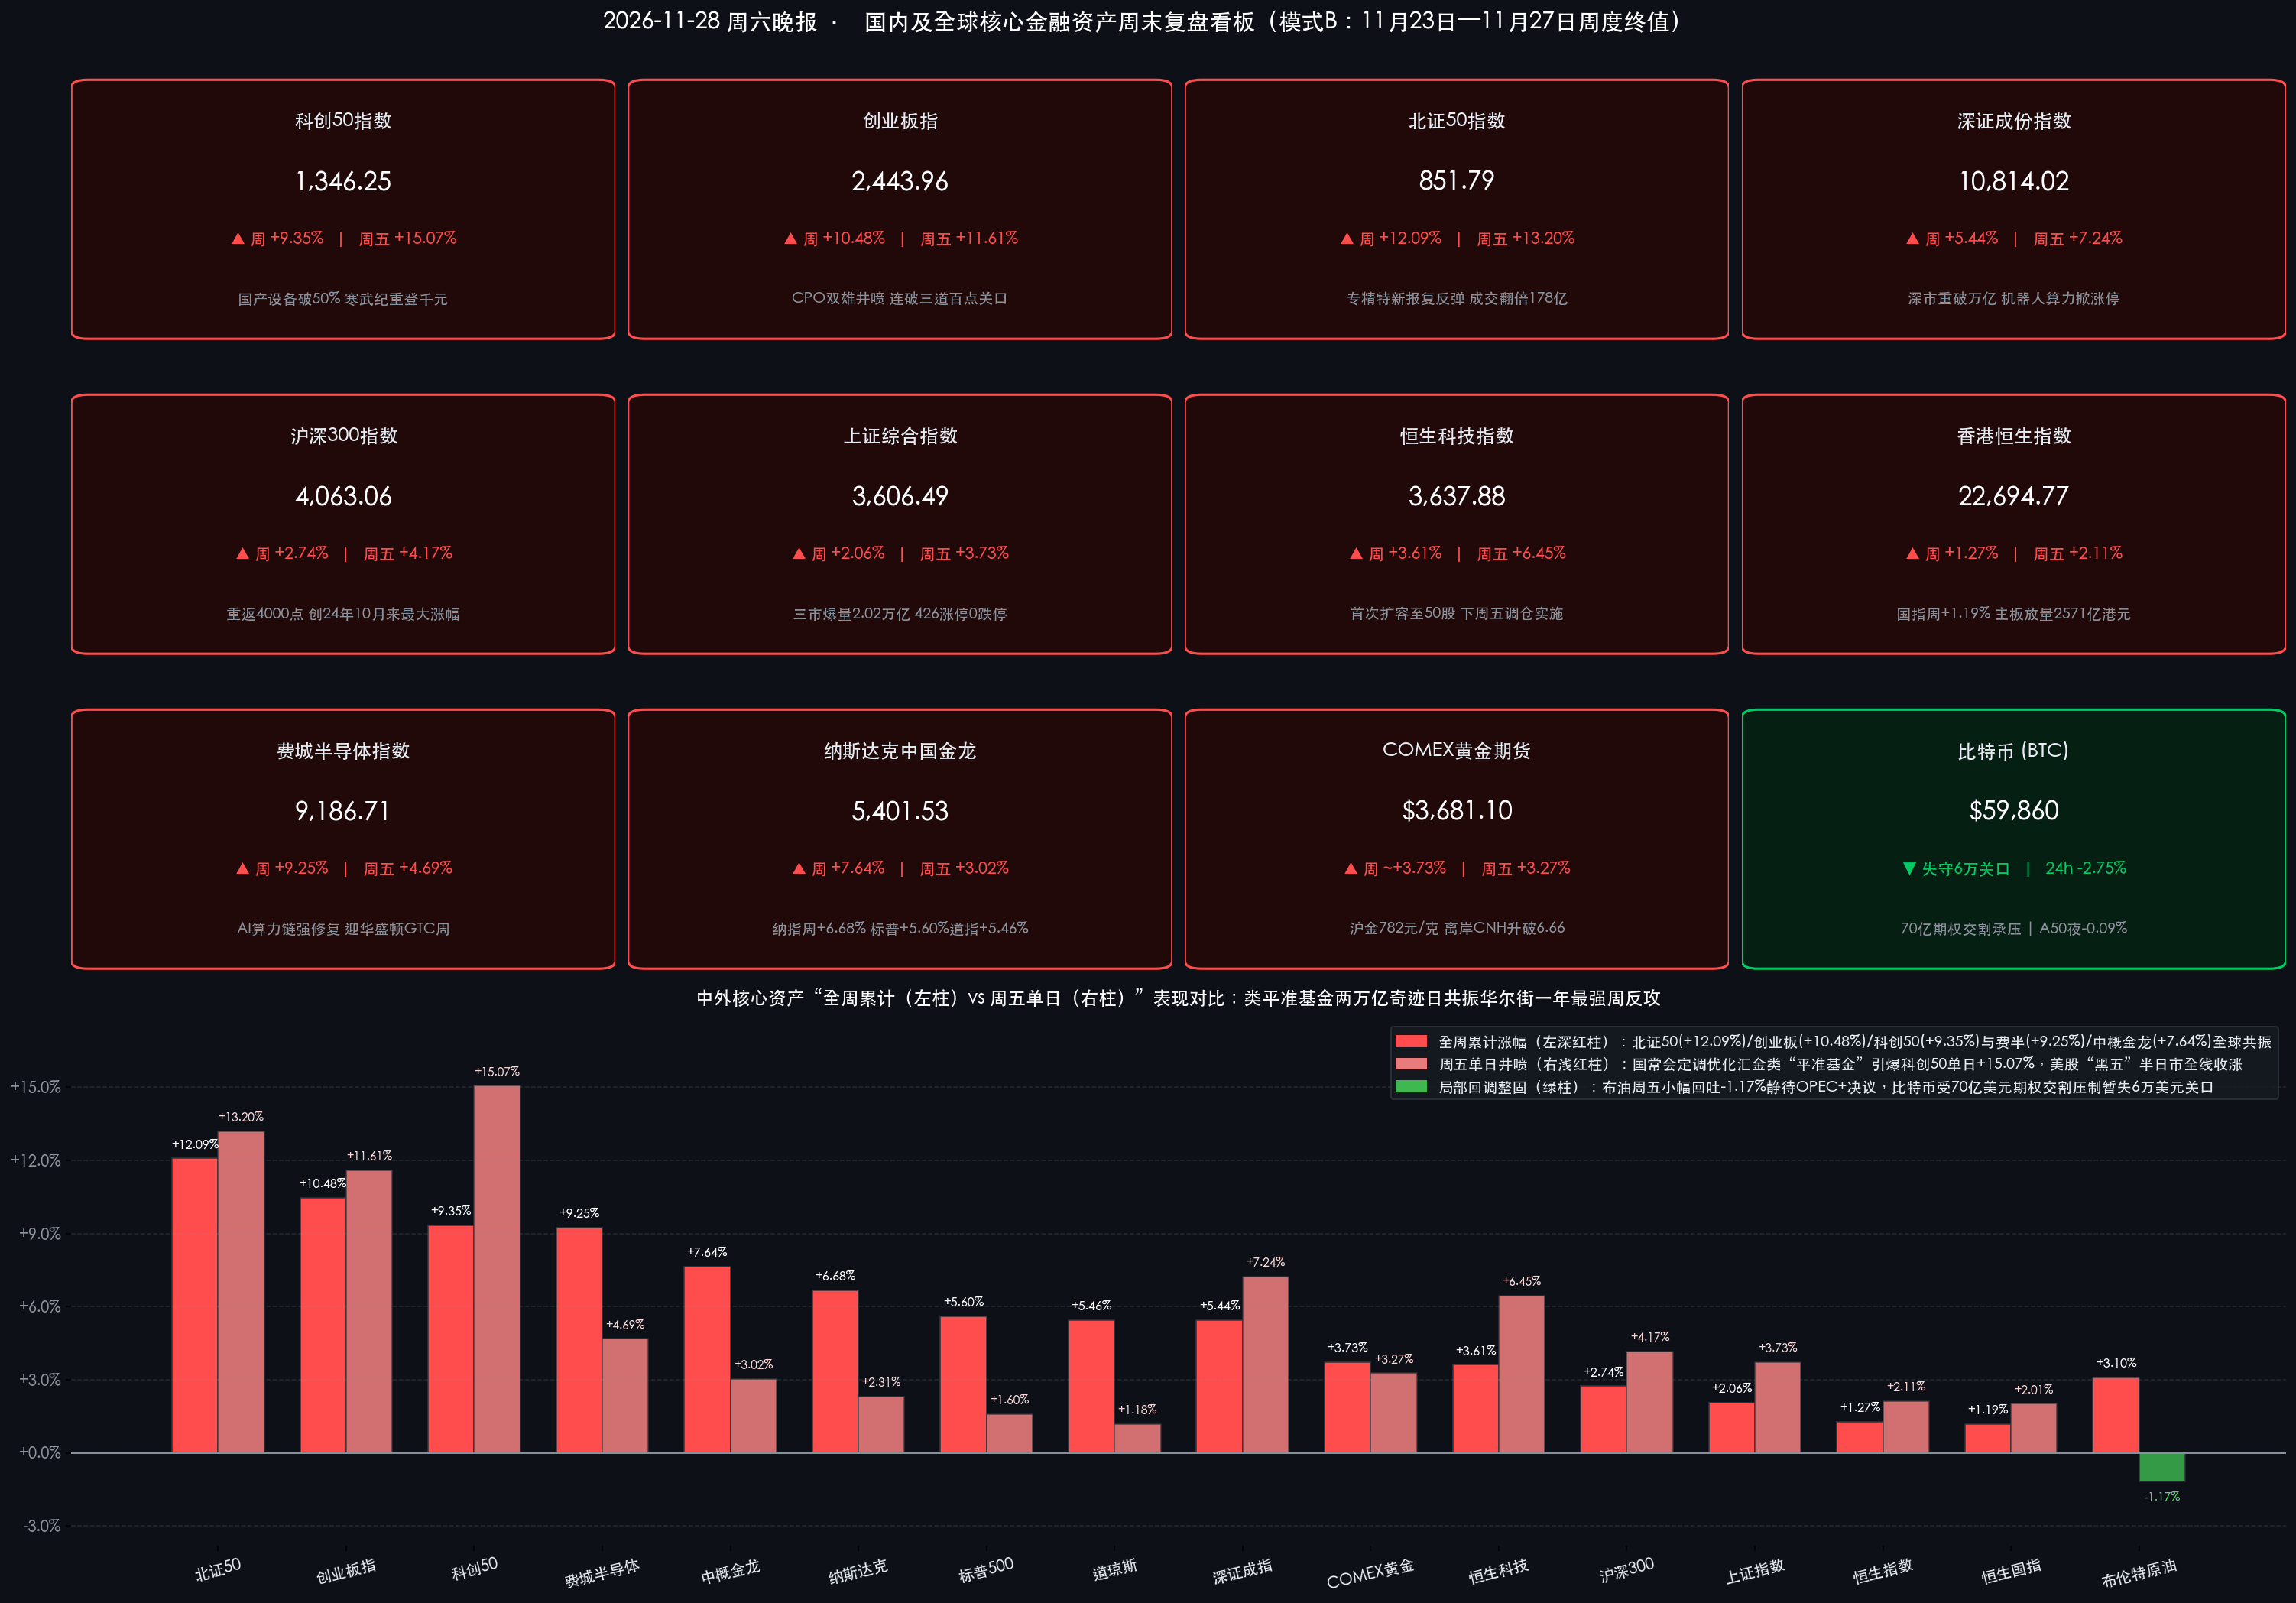 2026-11-28 周六晚报 · 国内及全球核心金融资产周末复盘看板（模式B：11月23日—11月27日周度终值）
科创50指数
1,346.25
▲ 周 +9.35% | 周五 +15.07%
国产设备破50% 寒武纪重登千元
创业板指
2,443.96
▲ 周 +10.48% | 周五 +11.61%
CPO双雄井喷 连破三道百点关口
北证50指数
851.79
▲ 周 +12.09% | 周五 +13.20%
专精特新报复反弹 成交翻倍178亿
深证成份指数
10,814.02
▲ 周 +5.44% | 周五 +7.24%
深市重破万亿 机器人算力掀涨停
沪深300指数
4,063.06
▲ 周 +2.74% | 周五 +4.17%
重返4000点 创24年10月来最大涨幅
上证综合指数
3,606.49
▲ 周 +2.06% | 周五 +3.73%
三市爆量2.02万亿 426涨停0跌停
恒生科技指数
3,637.88
▲ 周 +3.61% | 周五 +6.45%
首次扩容至50股 下周五调仓实施
香港恒生指数
22,694.77
▲ 周 +1.27% | 周五 +2.11%
国指周+1.19% 主板放量2571亿港元
费城半导体指数
9,186.71
▲ 周 +9.25% | 周五 +4.69%
AI算力链强修复 迎华盛顿GTC周
纳斯达克中国金龙
5,401.53
▲ 周 +7.64% | 周五 +3.02%
纳指周+6.68% 标普+5.60%道指+5.46%
COMEX黄金期货
$3,681.10
▲ 周 ~+3.73% | 周五 +3.27%
沪金782元/克 离岸CNH升破6.66
比特币 (BTC)
$59,860
▼ 失守6万关口 | 24h -2.75%
70亿期权交割承压 | A50夜-0.09%
中外核心资产“全周累计（左柱）vs 周五单日（右柱）”表现对比：类平准基金两万亿奇迹日共振华尔街一年最强周反攻
全周累计涨幅（左深红柱）：北证50(+12.09%)/创业板(+10.48%)/科创50(+9.35%)与费半(+9.25%)/中概金龙(+7.64%)全球共振
周五单日井喷（右浅红柱）：国常会定调优化汇金类“平准基金”引爆科创50单日+15.07%，美股“黑五”半日市全线收涨
局部回调整固（绿柱）：布油周五小幅回吐-1.17%静待OPEC+决议，比特币受70亿美元期权交割压制暂失6万美元关口
+15.0%
+12.0%
+9.0%
+6.0%
+3.0%
+0.0%
-3.0%
+12.09%
+13.20%
+10.48%
+11.61%
+9.35%
+15.07%
+9.25%
+4.69%
+7.64%
+3.02%
+6.68%
+2.31%
+5.60%
+1.60%
+5.46%
+1.18%
+5.44%
+7.24%
+3.73%
+3.27%
+3.61%
+6.45%
+2.74%
+4.17%
+2.06%
+3.73%
+1.27%
+2.11%
+1.19%
+2.01%
+3.10%
-1.17%
北证50
创业板指
科创50
费城半导体
中概金龙
纳斯达克
标普500
道琼斯
深证成指
COMEX黄金
恒生科技
沪深300
上证指数
恒生指数
恒生国指
布伦特原油